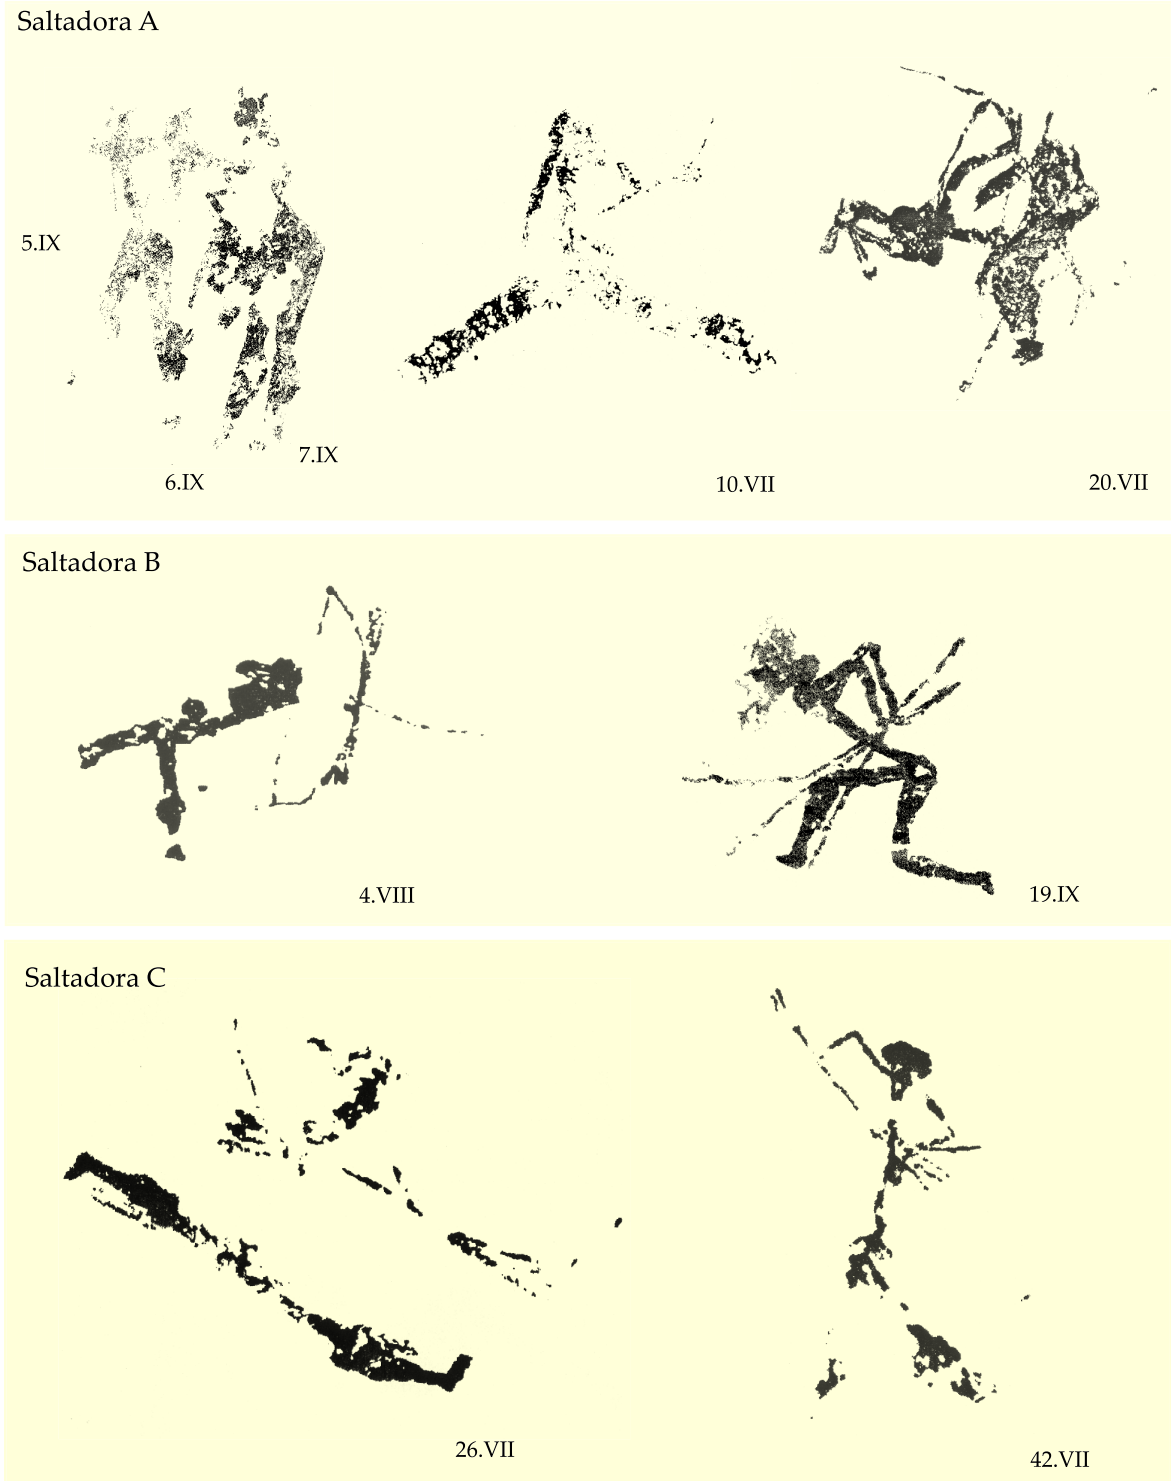 Saltadora A
5.IX
7.IX
6.IX
10.VII
20.VII
Saltadora B
4.VIII
19.IX
Saltadora C
26.VII
42.VII